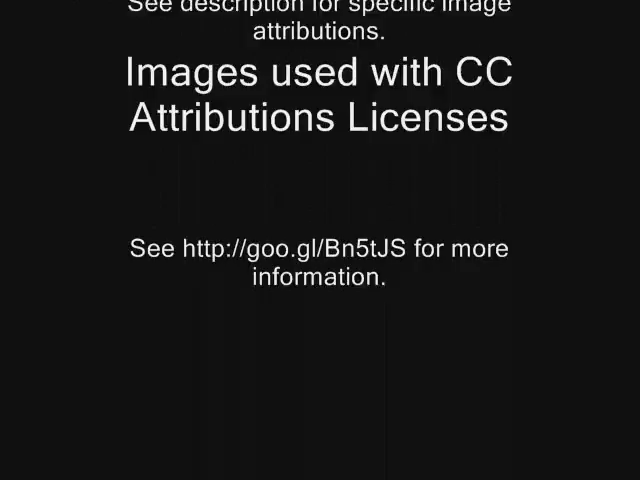 See description for specific image
attributions.
Images used with CC
Attributions Licenses
See http://goo.gl/Bn5tJS for more
information.